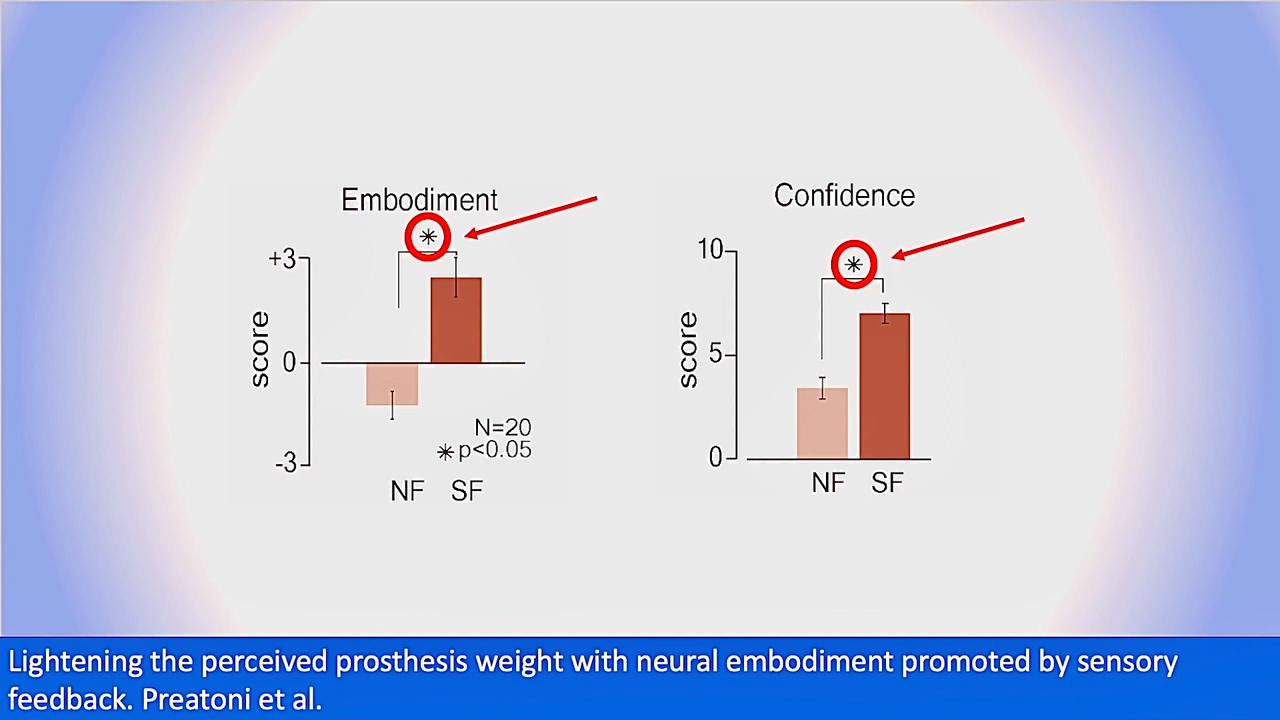 Embodiment
*
+3
score
0
-3
N=20
* p<0.05
NF SF
Confidence
*
10
score
5
0
NF SF
Lightening the perceived prosthesis weight with neural embodiment promoted by sensory
feedback. Preatoni et al.